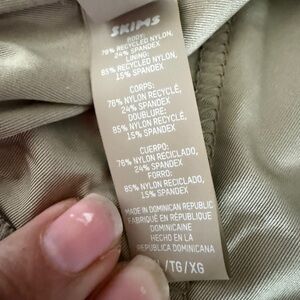 SKIMS
BODY:
76% RECYCLED NYLON,
24% SPANDEX
LINING:
85% RECYCLED NYLON,
15% SPANDEX
CORPS:
76% NYLON RECYCLÉ,
24% SPANDEX
DOUBLURE:
85% NYLON RECYCLÉ,
15% SPANDEX
CUERPO:
76% NYLON RECICLADO,
24% SPANDEX
FORRO:
85% NYLON RECICLADO,
15% SPANDEX
MADE IN DOMINICAN REPUBLIC
FABRIQUÉ EN RÉPUBLIQUE
DOMINICAINE
HECHO EN LA
REPUBLICA DOMINICANA
/TG/XG